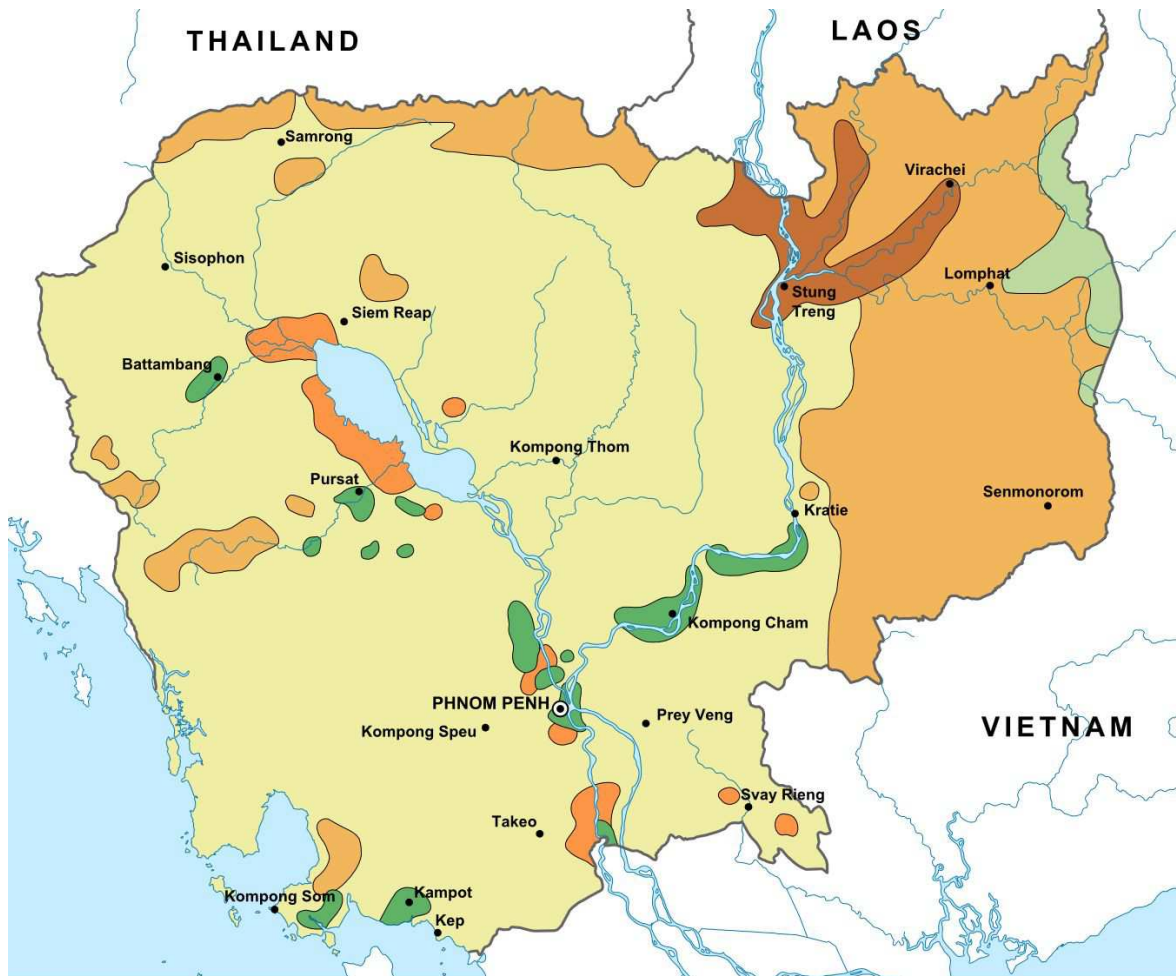 THAILAND
LAOS
Samrong
Virachei
Sisophon
Lomphat
Stung
Treng
Siem Reap
Battambang
Kompong Thom
Pursat
Senmonorom
Kratie
Kompong Cham
PHNOM PENH
Prey Veng
Kompong Speu
VIETNAM
Svay Rieng
Takeo
Kompong Som
Kampot
Kep